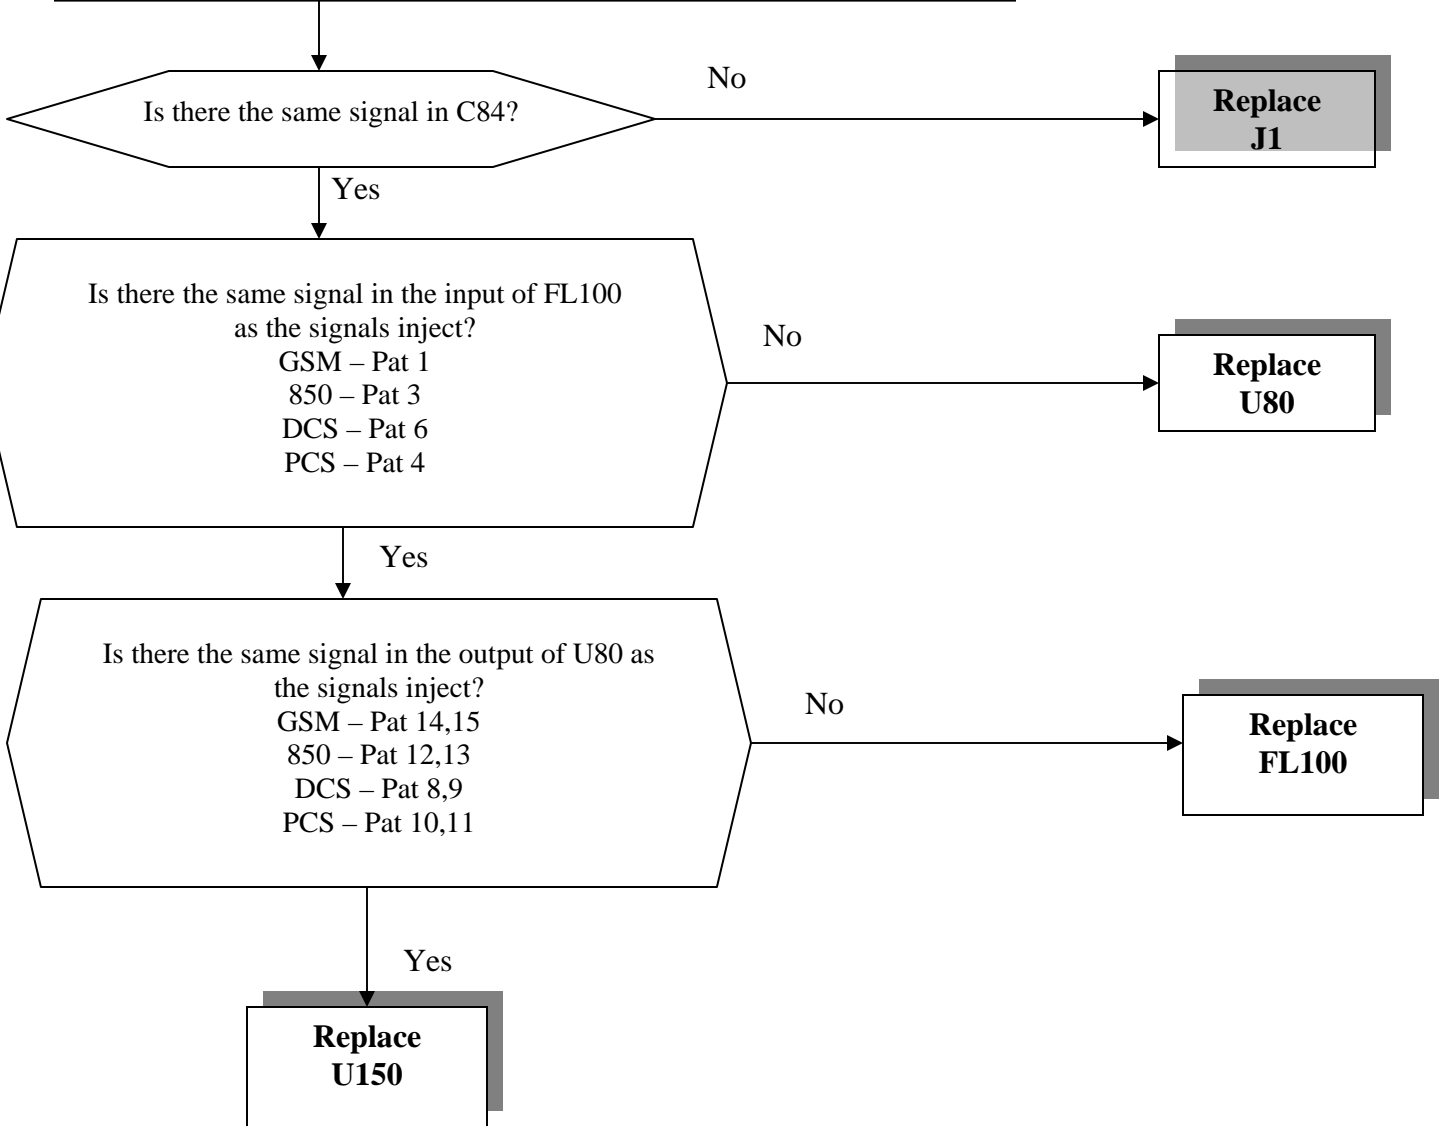 No
Is there the same signal in C84?
Replace
J1
Yes
Is there the same signal in the input of FL100
as the signals inject?
GSM – Pat 1
850 – Pat 3
DCS – Pat 6
PCS – Pat 4
No
Replace
U80
Yes
Is there the same signal in the output of U80 as
the signals inject?
GSM – Pat 14,15
850 – Pat 12,13
DCS – Pat 8,9
PCS – Pat 10,11
No
Replace
FL100
Yes
Replace
U150